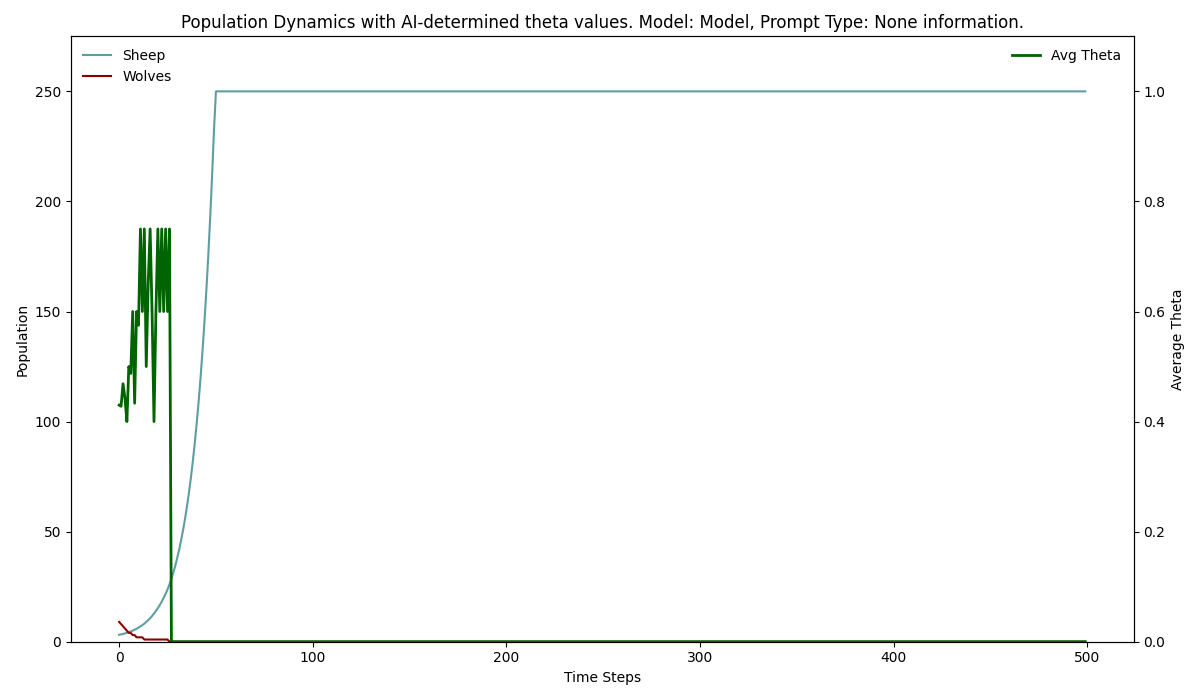 Population Dynamics with AI-determined theta values. Model: Model, Prompt Type: None information.
Sheep
Wolves
Avg Theta
250
200
150
100
50
0
Population
1.0
0.8
0.6
0.4
0.2
0.0
Average Theta
0 100 200 300 400 500
Time Steps